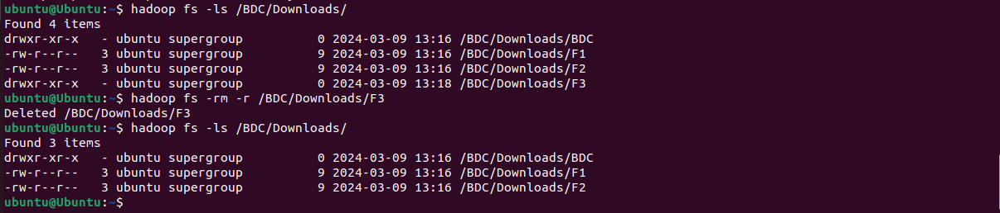 ubuntu@Ubuntu:~$ hadoop fs -ls /BDC/Downloads/
Found 4 items
drwxr-xr-x   - ubuntu supergroup          0 2024-03-09 13:16 /BDC/Downloads/BDC
-rw-r--r--   3 ubuntu supergroup          9 2024-03-09 13:16 /BDC/Downloads/F1
-rw-r--r--   3 ubuntu supergroup          9 2024-03-09 13:16 /BDC/Downloads/F2
drwxr-xr-x   - ubuntu supergroup          0 2024-03-09 13:18 /BDC/Downloads/F3
ubuntu@Ubuntu:~$ hadoop fs -rm -r /BDC/Downloads/F3
Deleted /BDC/Downloads/F3
ubuntu@Ubuntu:~$ hadoop fs -ls /BDC/Downloads/
Found 3 items
drwxr-xr-x   - ubuntu supergroup          0 2024-03-09 13:16 /BDC/Downloads/BDC
-rw-r--r--   3 ubuntu supergroup          9 2024-03-09 13:16 /BDC/Downloads/F1
-rw-r--r--   3 ubuntu supergroup          9 2024-03-09 13:16 /BDC/Downloads/F2
ubuntu@Ubuntu:~$